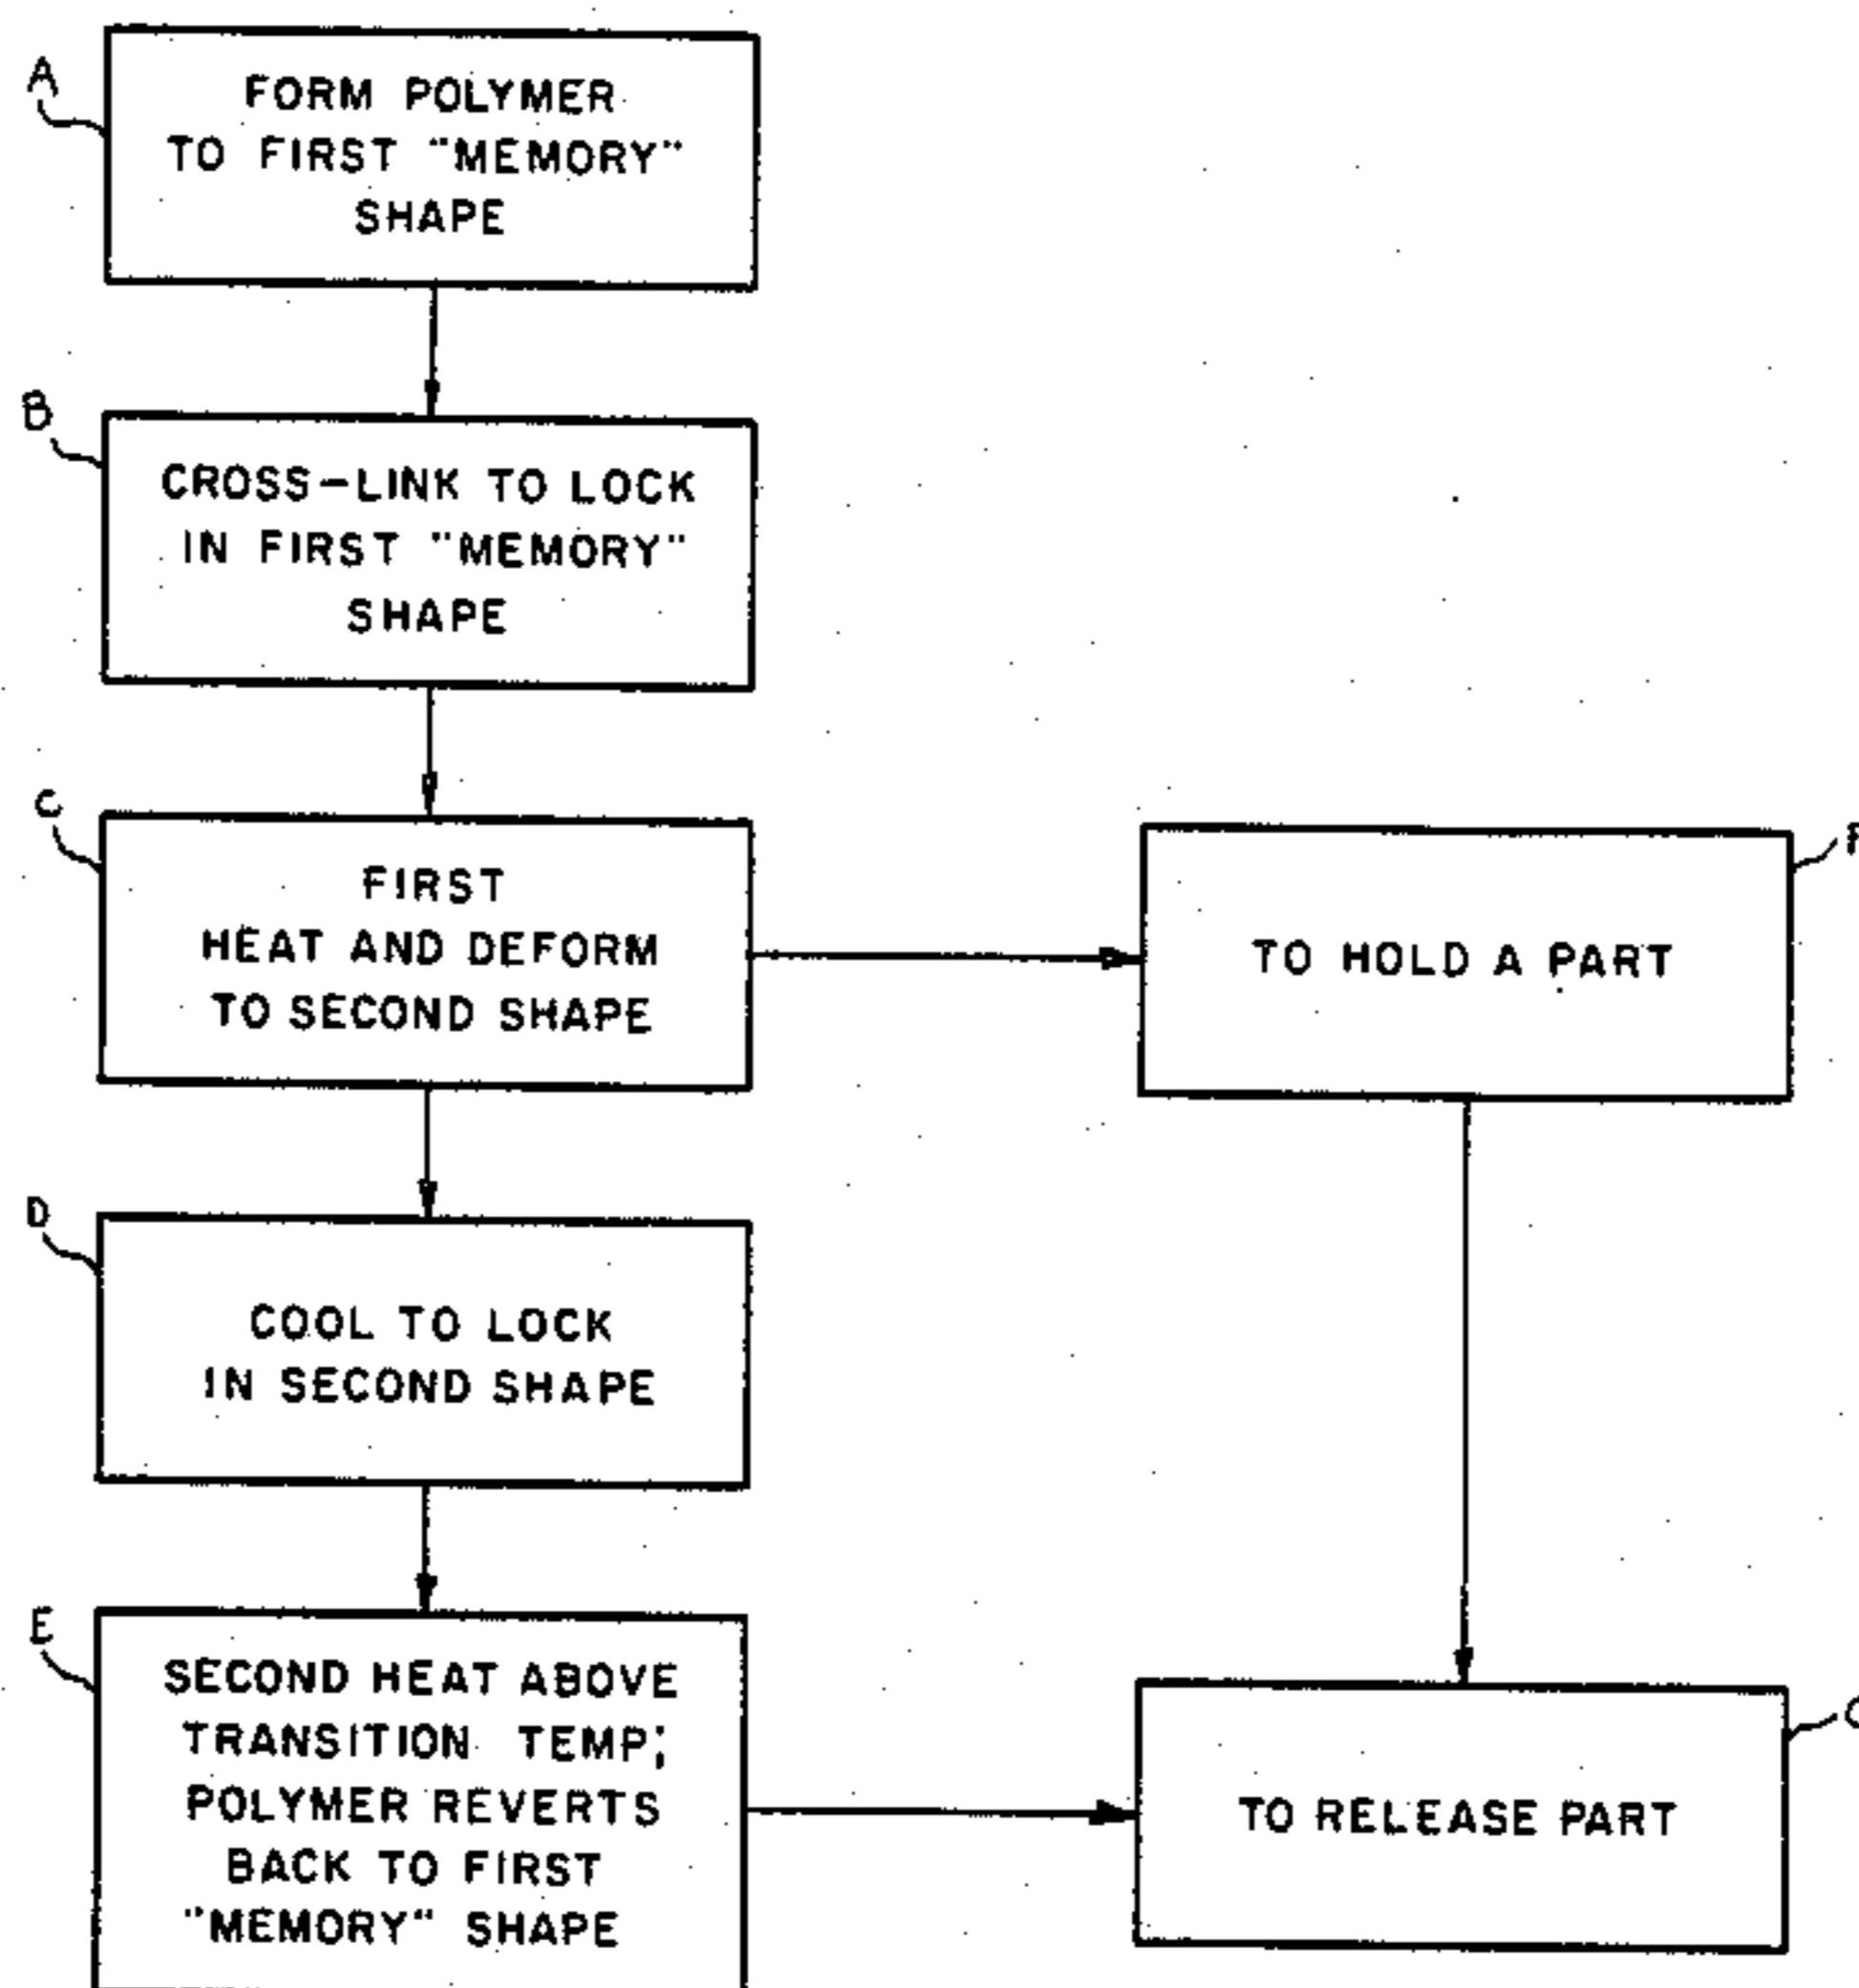 A
FORM POLYMER
TO FIRST "MEMORY"
SHAPE
B
CROSS-LINK TO LOCK
IN FIRST "MEMORY"
SHAPE
C
FIRST
HEAT AND DEFORM
TO SECOND SHAPE
TO HOLD A PART
D
COOL TO LOCK
IN SECOND SHAPE
E
SECOND HEAT ABOVE
TRANSITION TEMP;
POLYMER REVERTS
BACK TO FIRST
"MEMORY" SHAPE
TO RELEASE PART